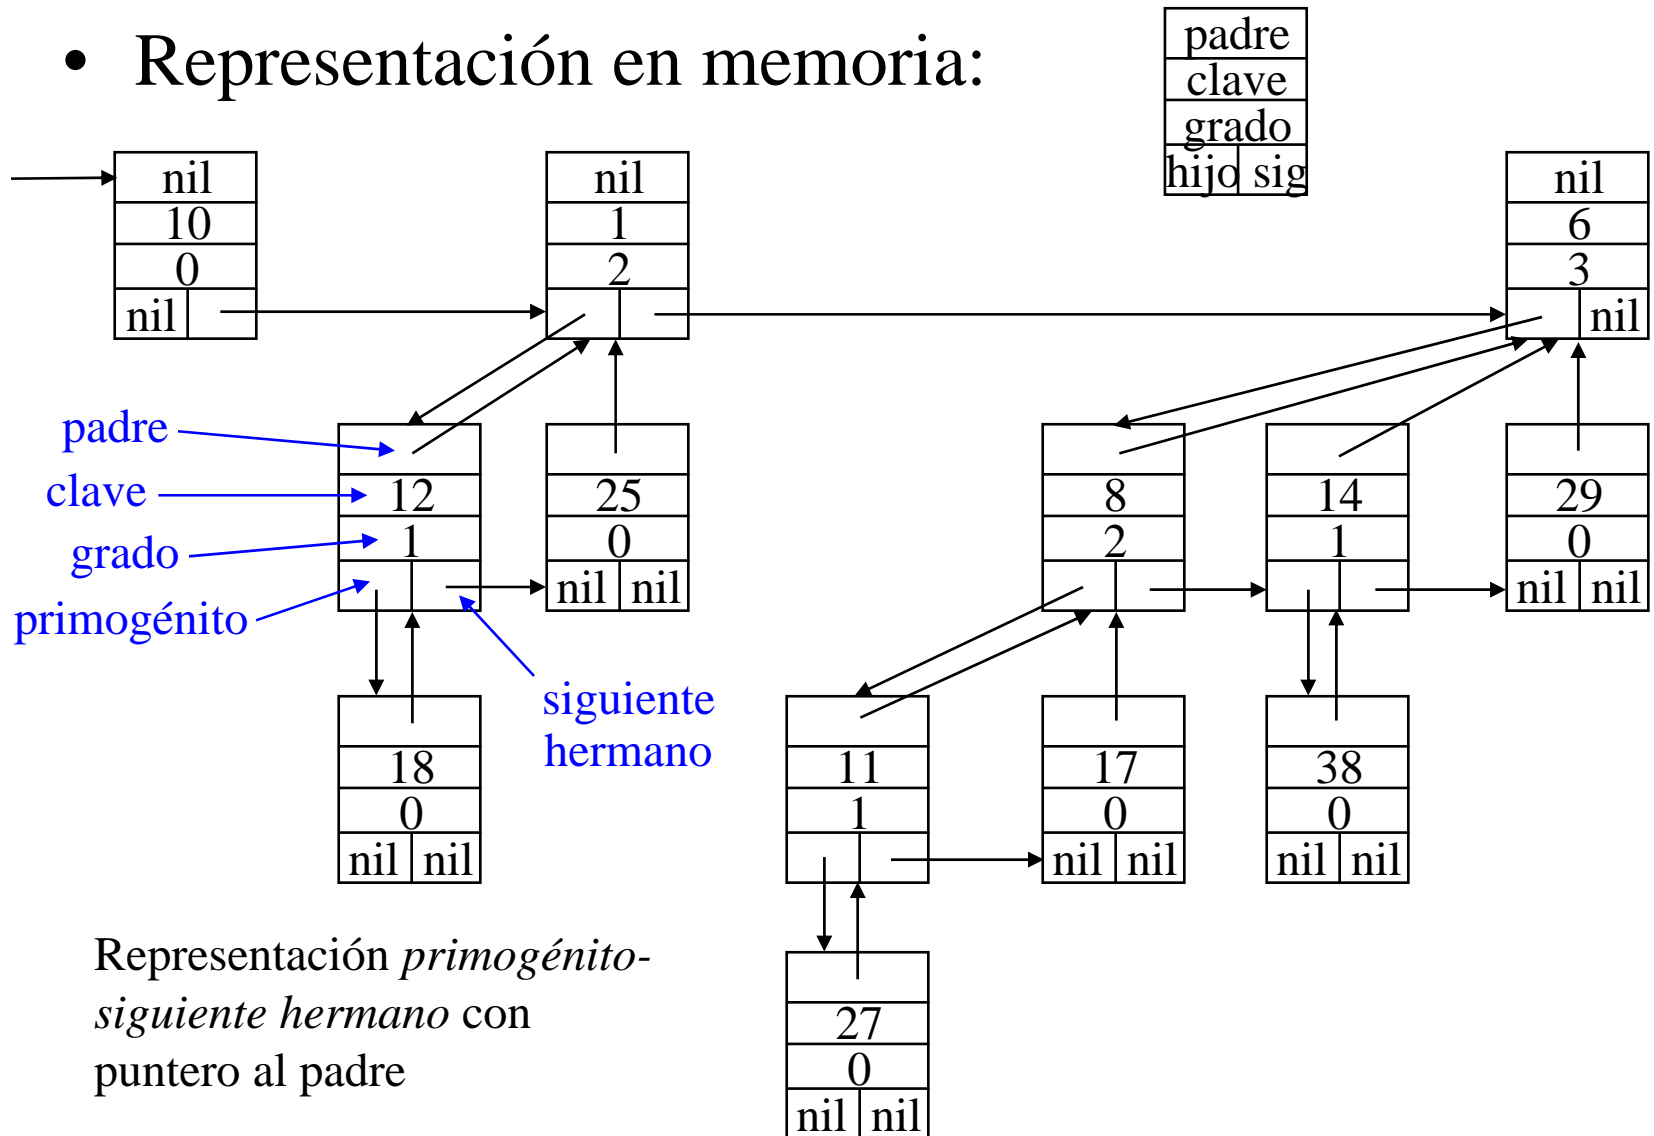 • Representación en memoria:
padre
clave
grado
hijo sig
nil
10
0
nil
nil
1
2
nil
6
3
nil
padre
clave
grado
primogénito
siguiente
hermano
12
1
25
0
nil nil
8
2
14
1
29
0
nil nil
18
0
nil nil
11
1
17
0
nil nil
38
0
nil nil
27
0
nil nil
Representación primogénito-
siguiente hermano con
puntero al padre